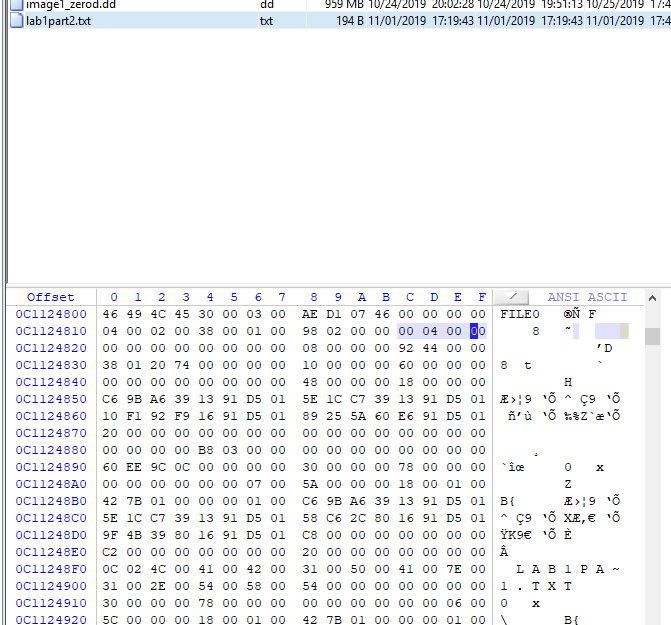 image1_zerod.dd dd 959 MB 10/24/2019 20:02:28 10/24/2019 19:51:13 10/25/2019 17:4
lab1part2.txt txt 194 B 11/01/2019 17:19:43 11/01/2019 17:19:43 11/01/2019 17:4
Offset 0 1 2 3 4 5 6 7 8 9 A B C D E F ANSI ASCII
0C1124800 46 49 4C 45 30 00 03 00 AE D1 07 46 00 00 00 00 FILE0 ®Ñ F
0C1124810 04 00 02 00 38 00 01 00 98 02 00 00 00 04 00 00 8 ˜
0C1124820 00 00 00 00 00 00 00 00 08 00 00 00 92 44 00 00 ’D
0C1124830 38 01 20 74 00 00 00 00 10 00 00 00 60 00 00 00 8 t `
0C1124840 00 00 00 00 00 00 00 00 48 00 00 00 18 00 00 00 H
0C1124850 C6 9B A6 39 13 91 D5 01 5E 1C C7 39 13 91 D5 01 Æ›¦9 ‘Õ ^ Ç9 ‘Õ
0C1124860 10 F1 92 F9 16 91 D5 01 89 25 5A 60 E6 91 D5 01 ñ’ù ‘Õ ‰%Z`æ‘Õ
0C1124870 20 00 00 00 00 00 00 00 00 00 00 00 00 00 00 00
0C1124880 00 00 00 00 B8 03 00 00 00 00 00 00 00 00 00 00 ¸
0C1124890 60 EE 9C 0C 00 00 00 00 30 00 00 00 78 00 00 00 `îœ 0 x
0C11248A0 00 00 00 00 00 00 07 00 5A 00 00 00 18 00 01 00 Z
0C11248B0 42 7B 01 00 00 00 01 00 C6 9B A6 39 13 91 D5 01 B{ Æ›¦9 ‘Õ
0C11248C0 5E 1C C7 39 13 91 D5 01 58 C6 2C 80 16 91 D5 01 ^ Ç9 ‘Õ XÆ,€ ‘Õ
0C11248D0 9F 4B 39 80 16 91 D5 01 C8 00 00 00 00 00 00 00 ŸK9€ ‘Õ È
0C11248E0 C2 00 00 00 00 00 00 00 20 00 00 00 00 00 00 00 Â
0C11248F0 0C 02 4C 00 41 00 42 00 31 00 50 00 41 00 7E 00 L A B 1 P A ~
0C1124900 31 00 2E 00 54 00 58 00 54 00 00 00 00 00 00 00 1 . T X T
0C1124910 30 00 00 00 78 00 00 00 00 00 00 00 00 00 06 00 0 x
0C1124920 5C 00 00 00 18 00 01 00 42 7B 01 00 00 00 01 00 \ B{